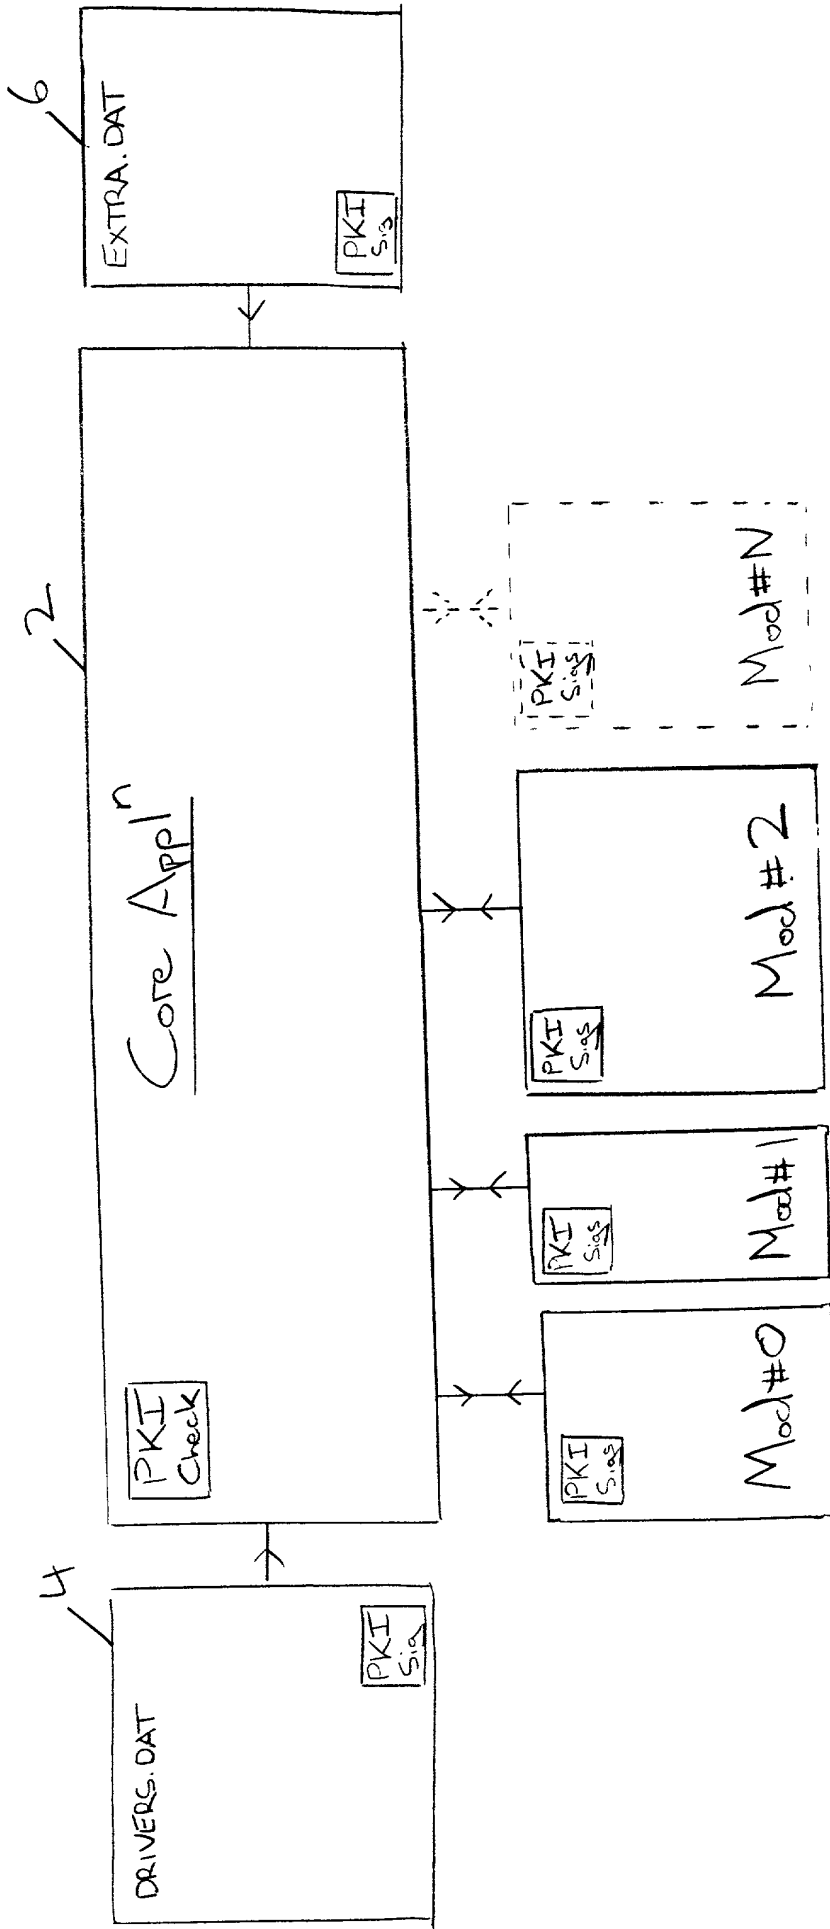 4
2
6
DRIVERS.DAT
PKI
Sig
PKI
Check
Core Applⁿ
EXTRA.DAT
PKI
Sig
PKI
Sigs
Mod#0
PKI
Sigs
Mod#1
PKI
Sigs
Mod#2
PKI
Sigs
Mod#N